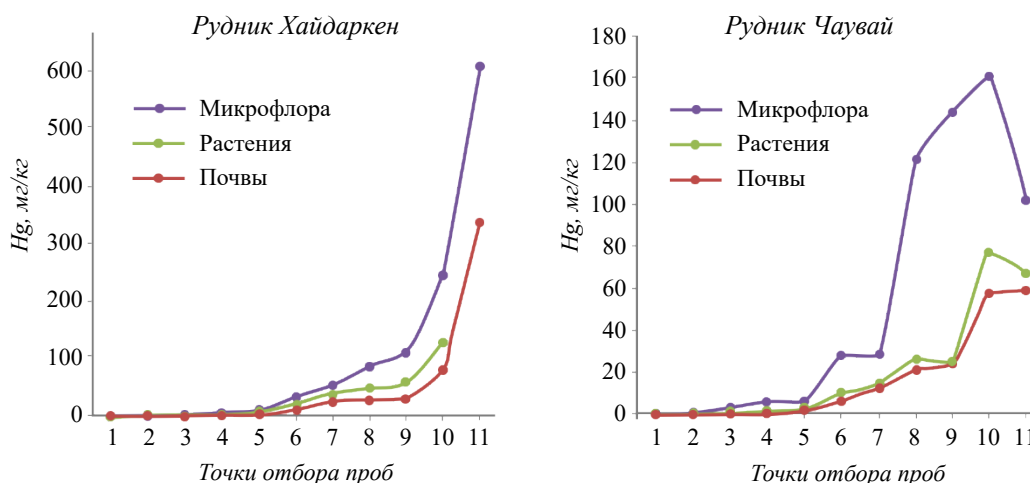 Рудник Хайдаркен
600
500
400
300
200
100
0
Hg, мг/кг
Микрофлора
Растения
Почвы
1 2 3 4 5 6 7 8 9 10 11
Точки отбора проб
Рудник Чаувай
180
160
140
120
100
80
60
40
20
0
Hg, мг/кг
Микрофлора
Растения
Почвы
1 2 3 4 5 6 7 8 9 10 11
Точки отбора проб